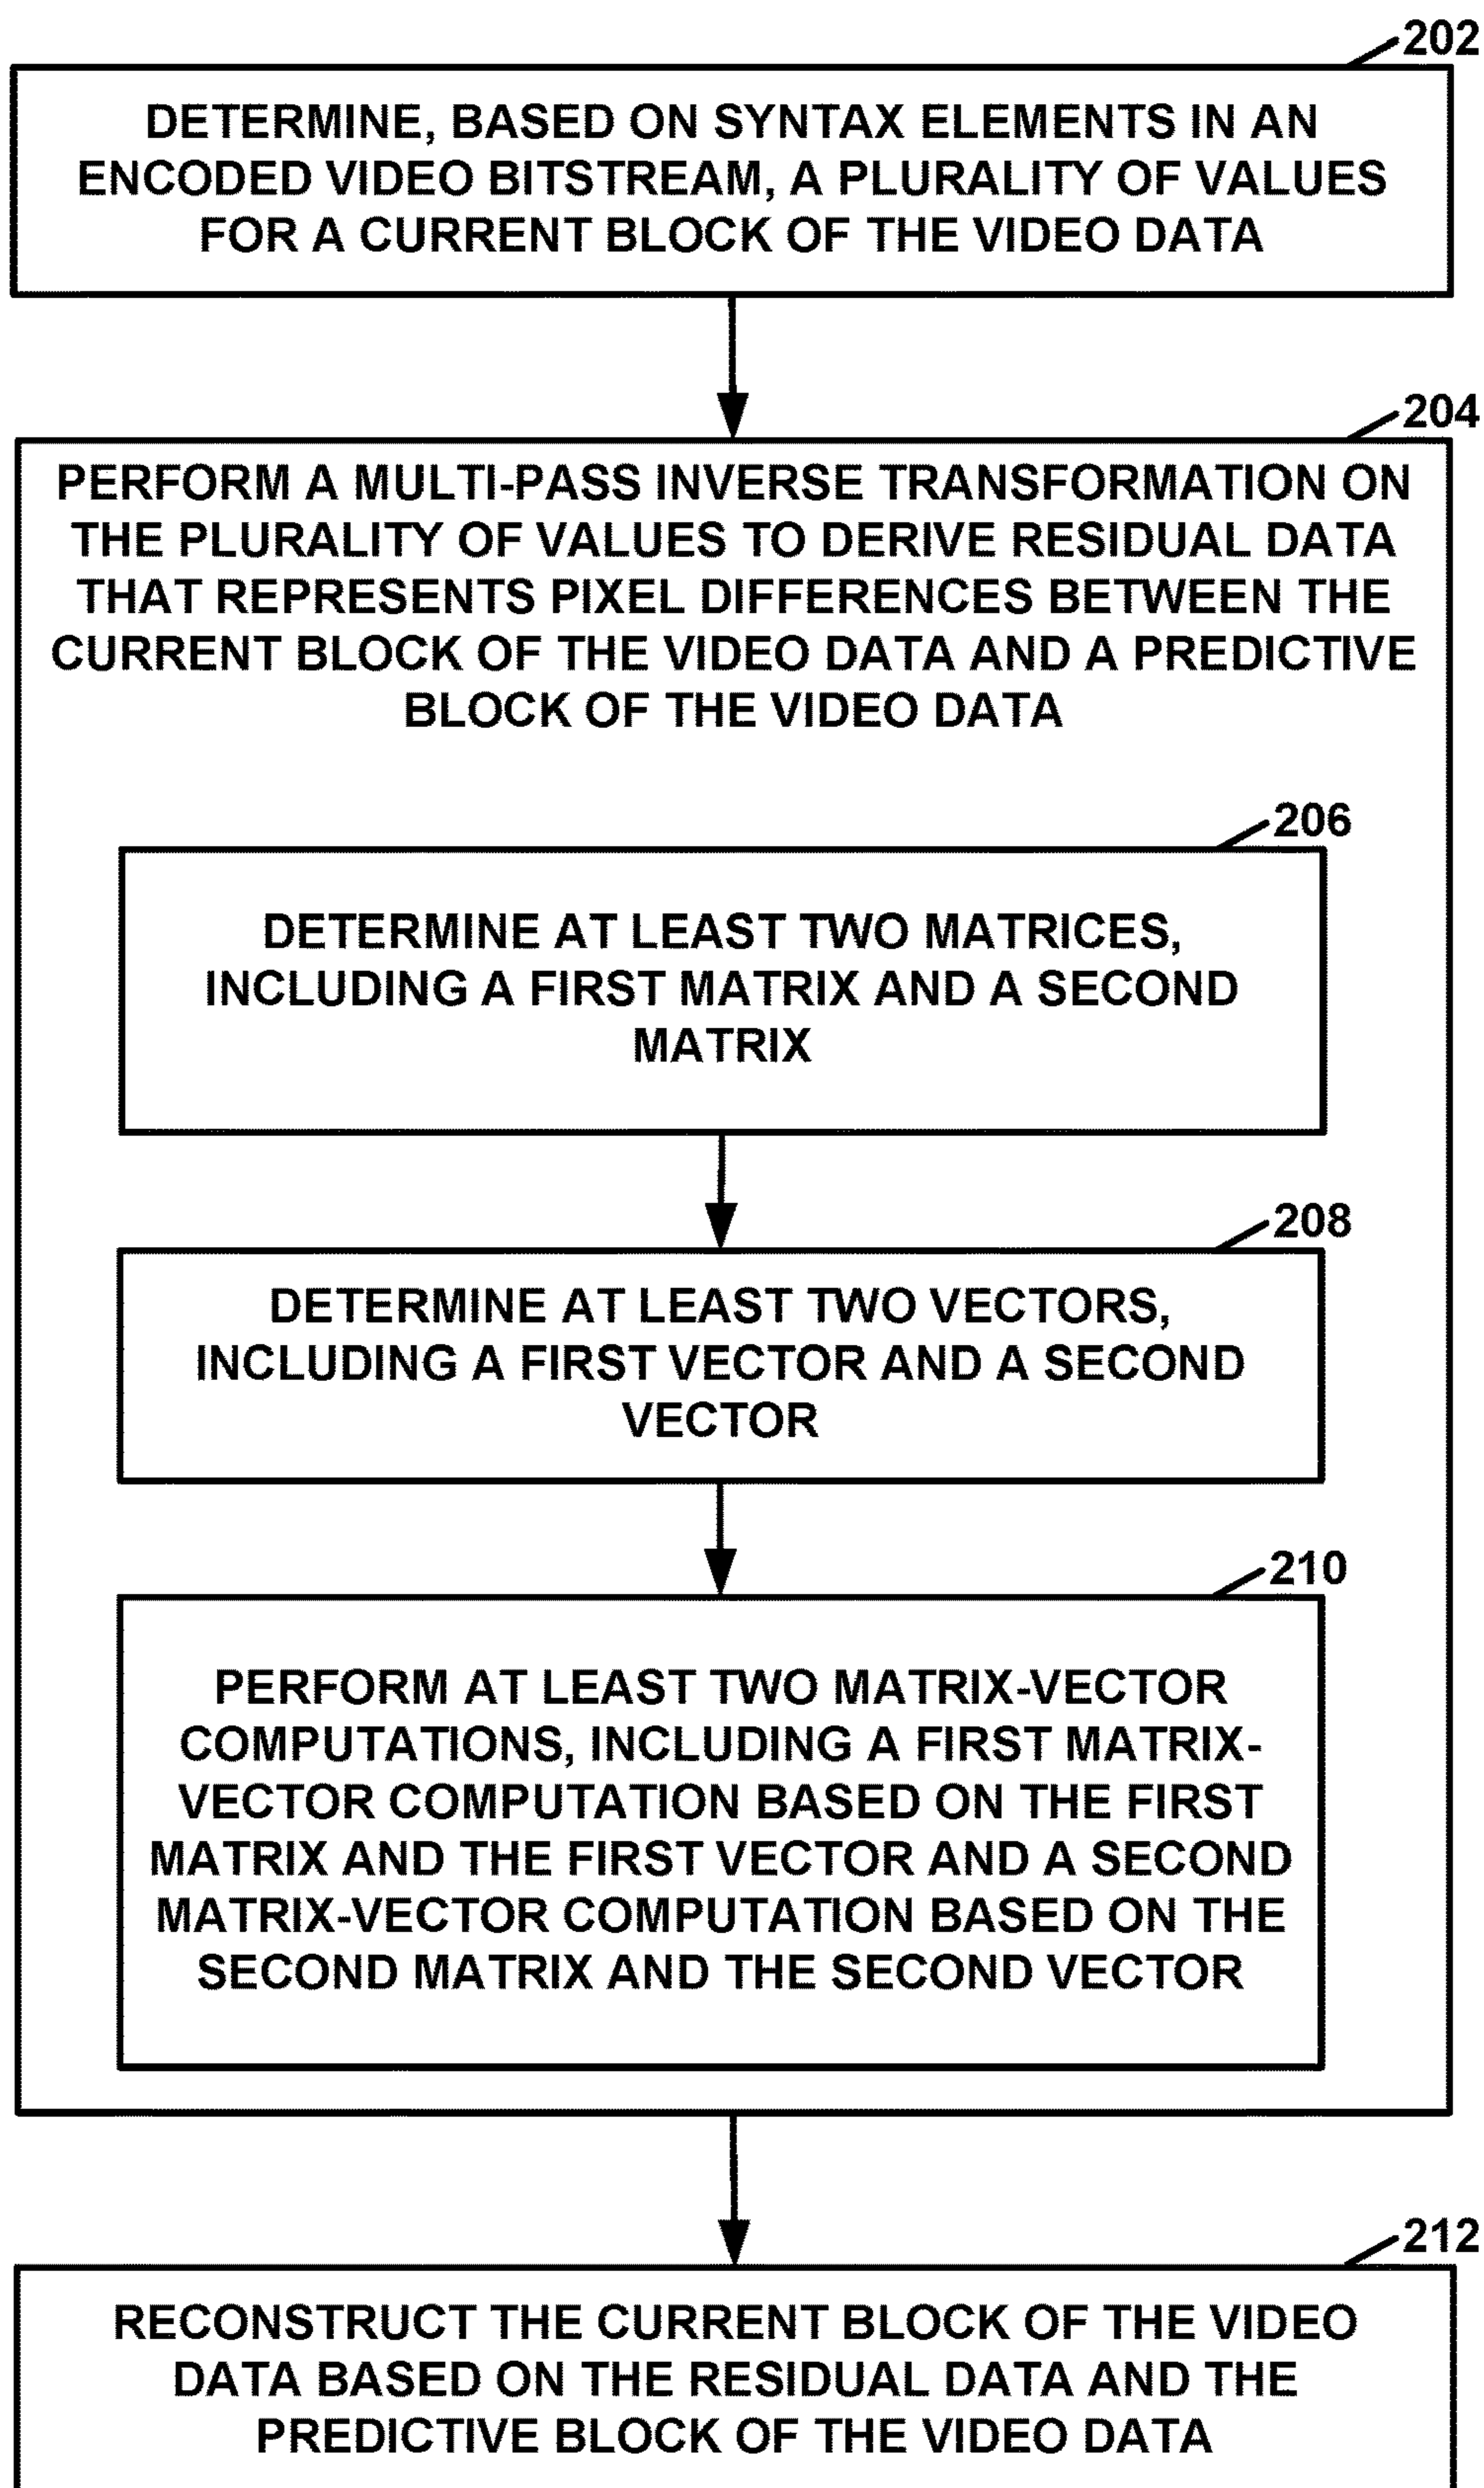 202
DETERMINE, BASED ON SYNTAX ELEMENTS IN AN
ENCODED VIDEO BITSTREAM, A PLURALITY OF VALUES
FOR A CURRENT BLOCK OF THE VIDEO DATA
204
PERFORM A MULTI-PASS INVERSE TRANSFORMATION ON
THE PLURALITY OF VALUES TO DERIVE RESIDUAL DATA
THAT REPRESENTS PIXEL DIFFERENCES BETWEEN THE
CURRENT BLOCK OF THE VIDEO DATA AND A PREDICTIVE
BLOCK OF THE VIDEO DATA
206
DETERMINE AT LEAST TWO MATRICES,
INCLUDING A FIRST MATRIX AND A SECOND
MATRIX
208
DETERMINE AT LEAST TWO VECTORS,
INCLUDING A FIRST VECTOR AND A SECOND
VECTOR
210
PERFORM AT LEAST TWO MATRIX-VECTOR
COMPUTATIONS, INCLUDING A FIRST MATRIX-
VECTOR COMPUTATION BASED ON THE FIRST
MATRIX AND THE FIRST VECTOR AND A SECOND
MATRIX-VECTOR COMPUTATION BASED ON THE
SECOND MATRIX AND THE SECOND VECTOR
212
RECONSTRUCT THE CURRENT BLOCK OF THE VIDEO
DATA BASED ON THE RESIDUAL DATA AND THE
PREDICTIVE BLOCK OF THE VIDEO DATA